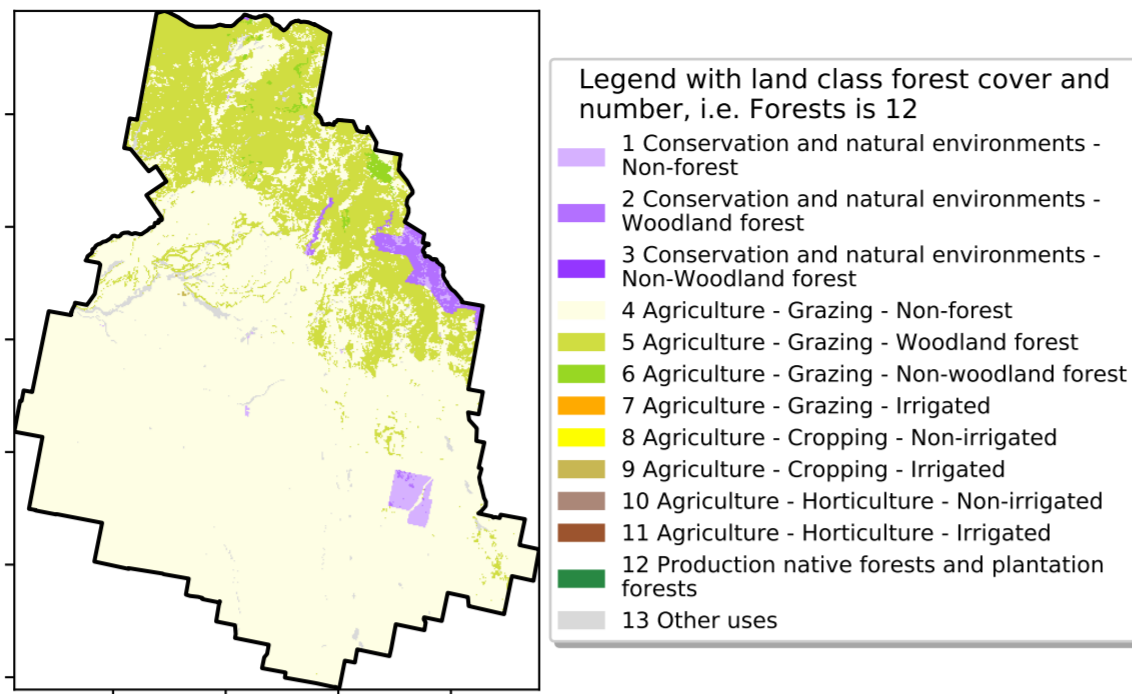 Legend with land class forest cover and
number, i.e. Forests is 12
1 Conservation and natural environments -
Non-forest
2 Conservation and natural environments -
Woodland forest
3 Conservation and natural environments -
Non-Woodland forest
4 Agriculture - Grazing - Non-forest
5 Agriculture - Grazing - Woodland forest
6 Agriculture - Grazing - Non-woodland forest
7 Agriculture - Grazing - Irrigated
8 Agriculture - Cropping - Non-irrigated
9 Agriculture - Cropping - Irrigated
10 Agriculture - Horticulture - Non-irrigated
11 Agriculture - Horticulture - Irrigated
12 Production native forests and plantation
forests
13 Other uses